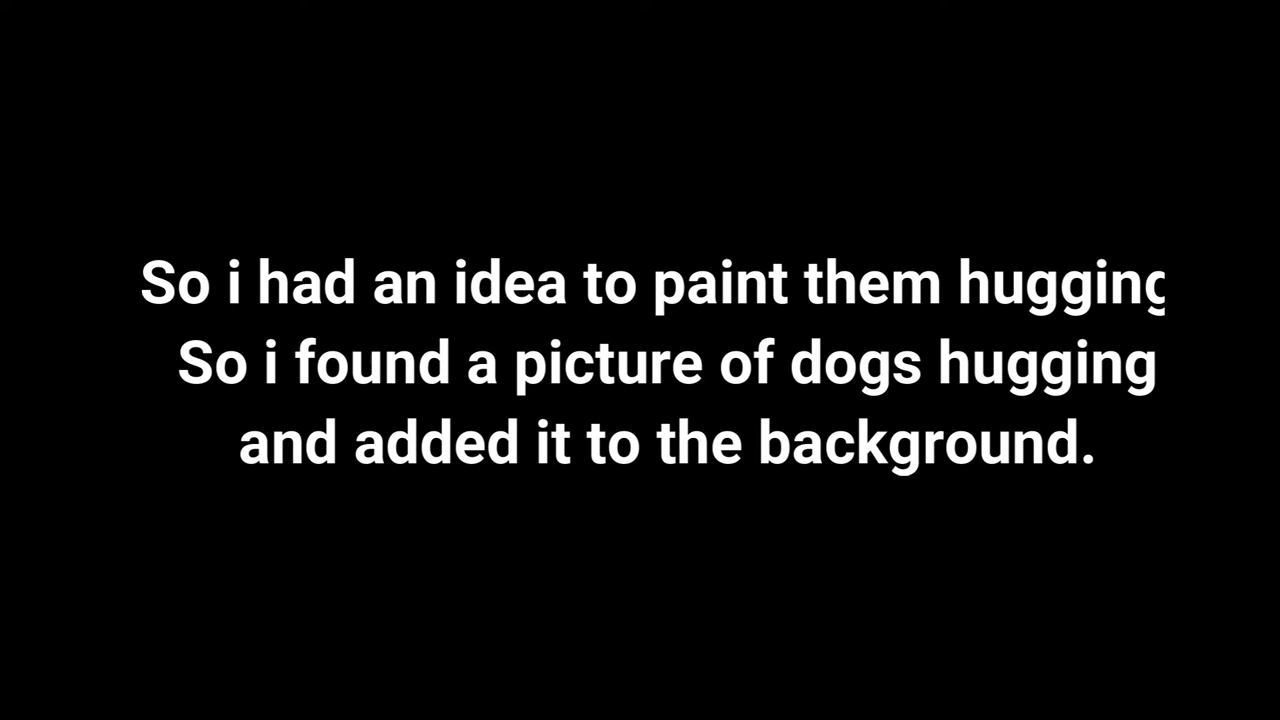 So i had an idea to paint them hugging
So i found a picture of dogs hugging
and added it to the background.